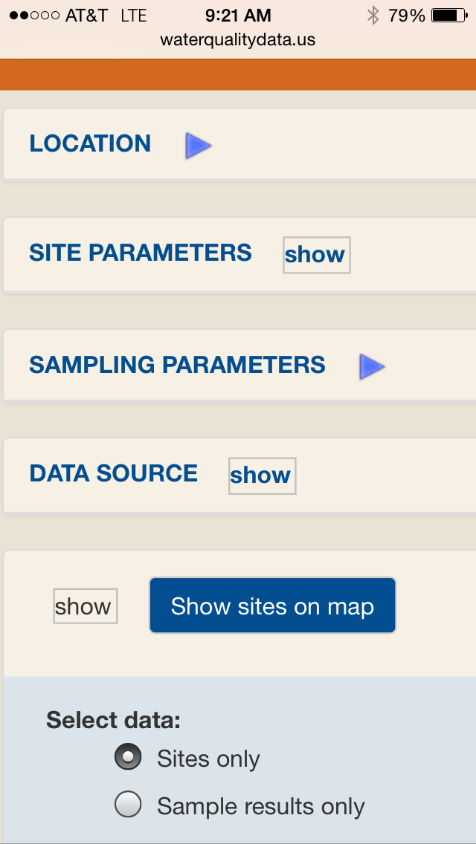 AT&T LTE 9:21 AM 79%
waterqualitydata.us
LOCATION
SITE PARAMETERS show
SAMPLING PARAMETERS
DATA SOURCE show
show Show sites on map
Select data:
Sites only
Sample results only